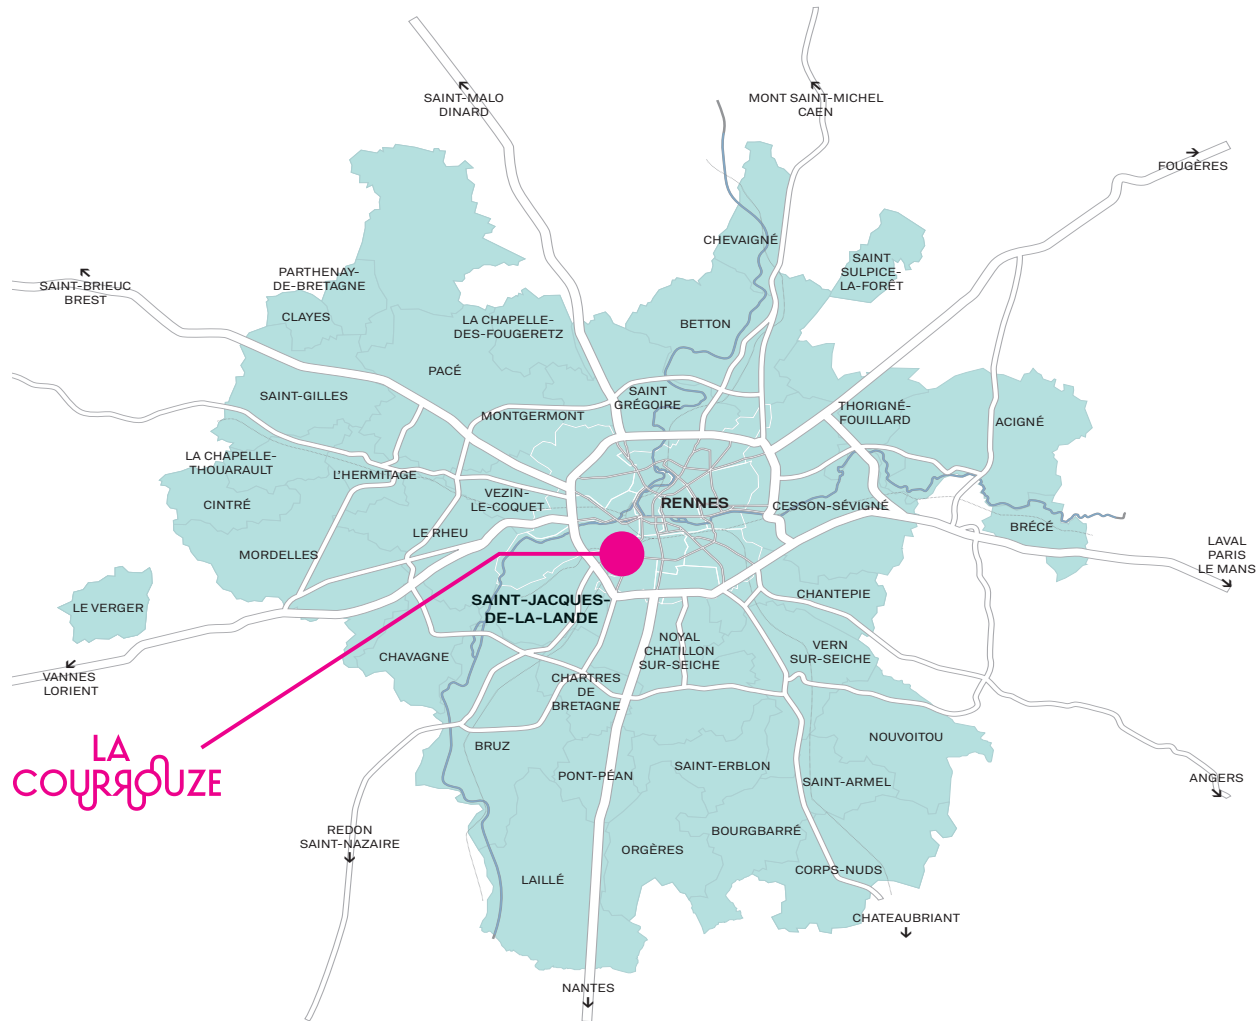 SAINT-MALO
DINARD
MONT SAINT-MICHEL
CAEN
FOUGÈRES
CHEVAIGNÉ
SAINT
SULPICE-
LA-FORÊT
SAINT-BRIEUC
BREST
PARTHENAY-
DE-BRETAGNE
CLAYES
LA CHAPELLE-
DES-FOUGERETZ
BETTON
PACÉ
SAINT-GILLES
SAINT
GRÉGOIRE
MONTGERMONT
THORIGNÉ-
FOUILLARD
ACIGNÉ
LA CHAPELLE-
THOUARAULT
L'HERMITAGE
CINTRÉ
VEZIN-
LE-COQUET
RENNES
CESSON-SÉVIGNÉ
BRÉCÉ
LE RHEU
MORDELLES
LAVAL
PARIS
LE MANS
LE VERGER
SAINT-JACQUES-
DE-LA-LANDE
CHANTEPIE
NOYAL
CHATILLON
SUR-SEICHE
VERN
SUR-SEICHE
CHAVAGNE
VANNES
LORIENT
CHARTRES
DE
BRETAGNE
LA
COURROUZE
BRUZ
NOUVOITOU
PONT-PÉAN
SAINT-ERBLON
SAINT-ARMEL
ANGERS
REDON
SAINT-NAZAIRE
BOURGBARRÉ
ORGÈRES
LAILLÉ
CORPS-NUDS
CHATEAUBRIANT
NANTES